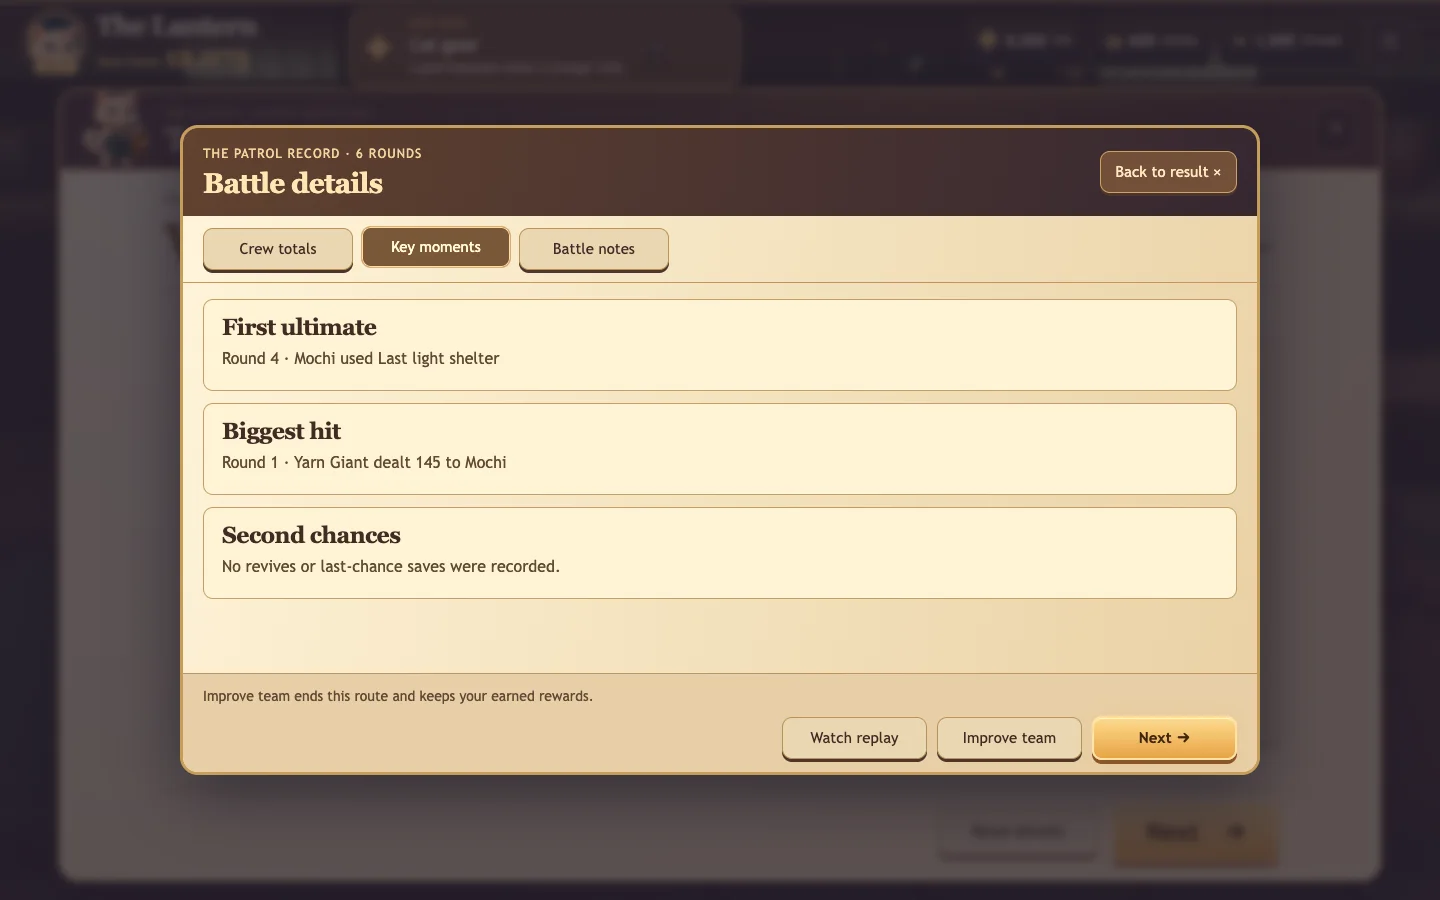 The Lantern
THE PATROL RECORD · 6 ROUNDS
Battle details
Back to result ×
Crew totals
Key moments
Battle notes
First ultimate
Round 4 · Mochi used Last light shelter
Biggest hit
Round 1 · Yarn Giant dealt 145 to Mochi
Second chances
No revives or last-chance saves were recorded.
Improve team ends this route and keeps your earned rewards.
Watch replay
Improve team
Next →
Next →